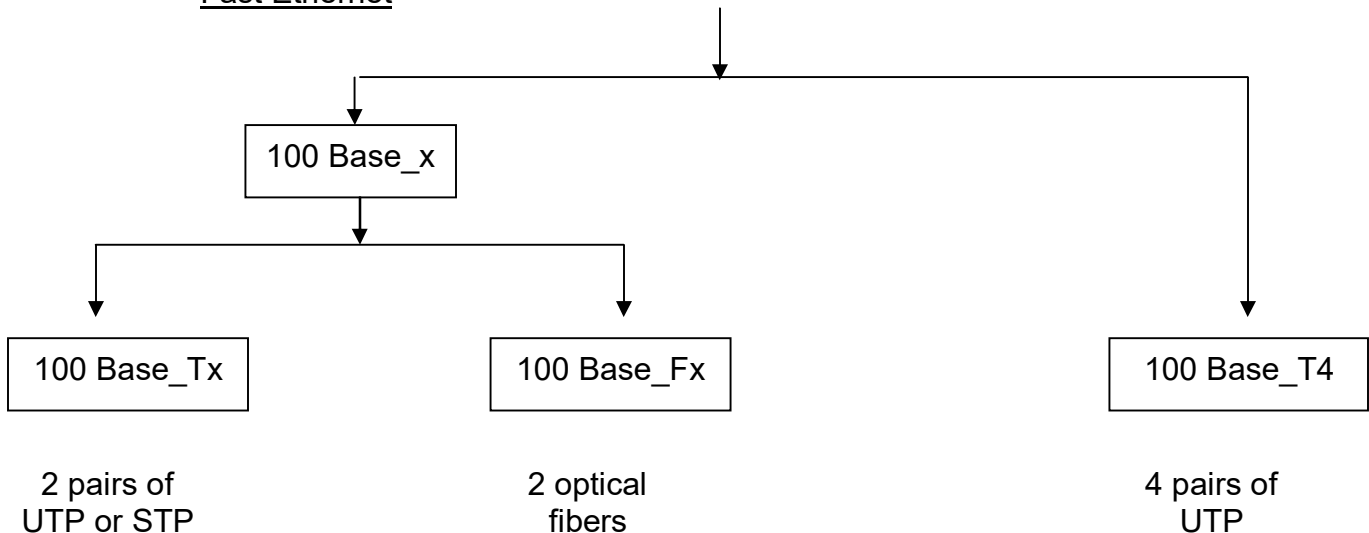 Fast Ethernet
100 Base_x
100 Base_Tx
100 Base_Fx
100 Base_T4
2 pairs of
UTP or STP
2 optical
fibers
4 pairs of
UTP